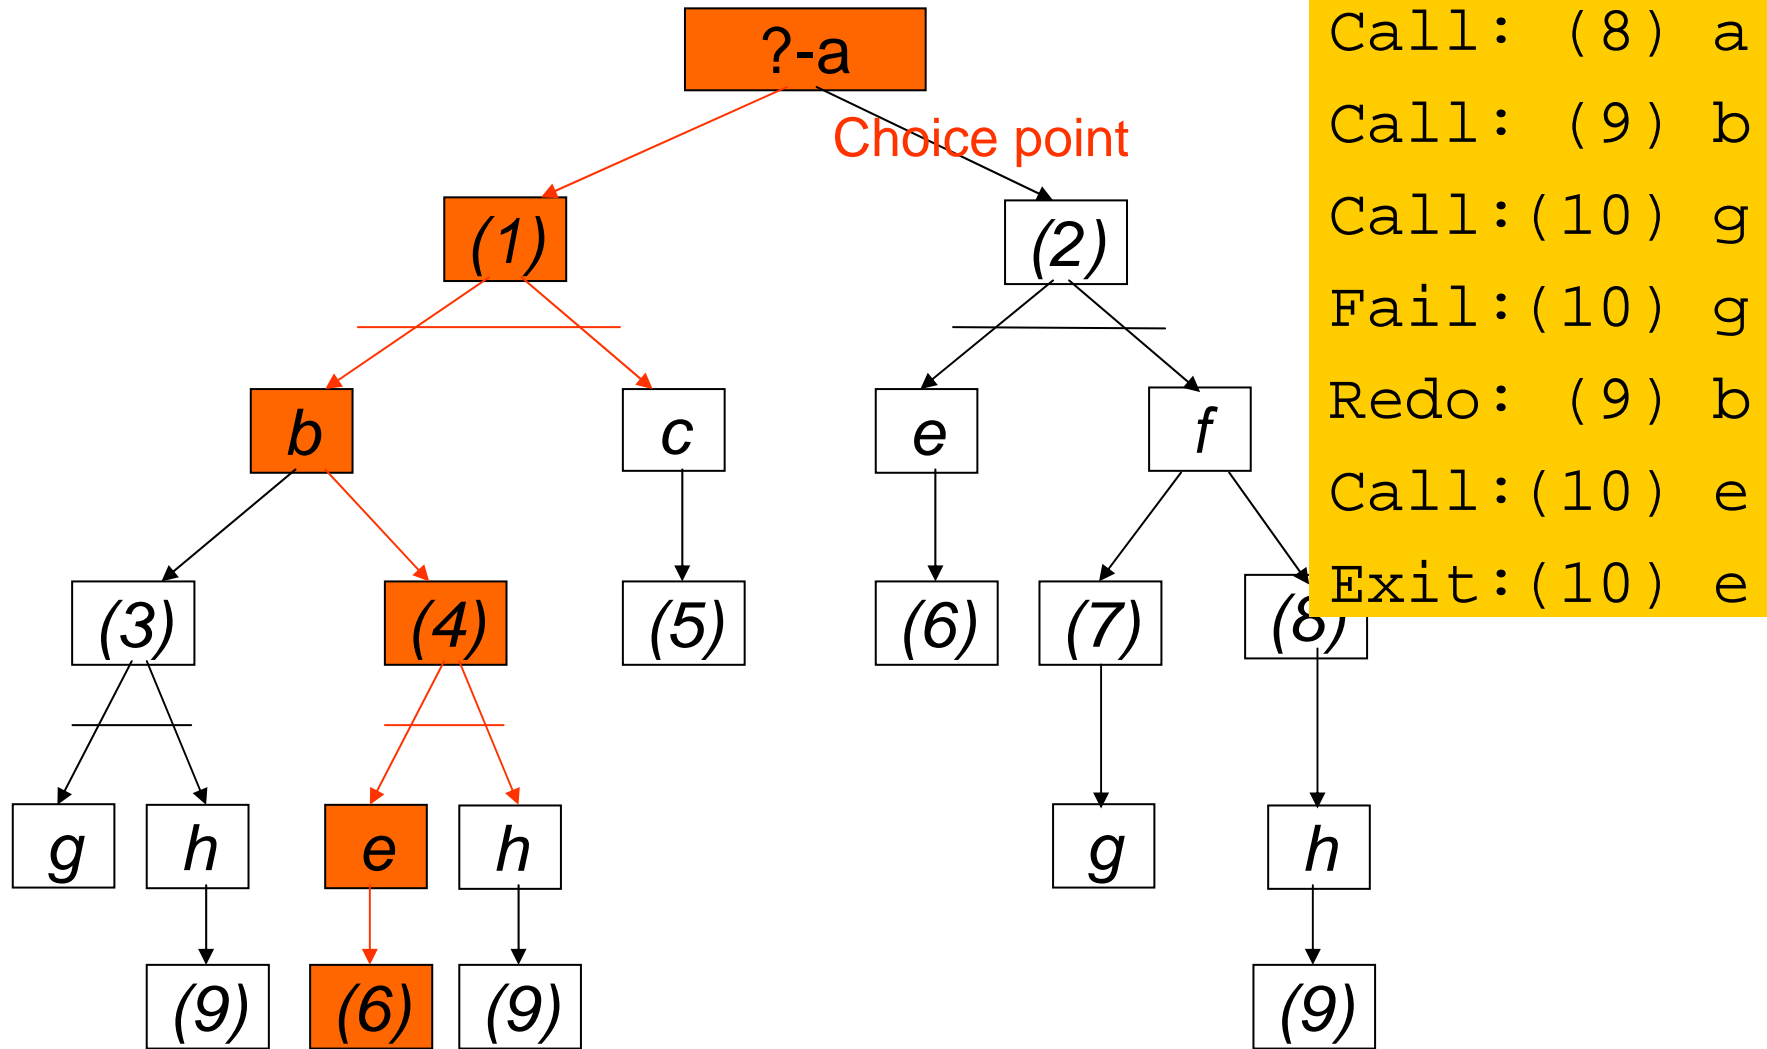 ?-a
Choice point
(1)
(2)
b
c
e
f
(3)
(4)
(5)
(6)
(7)
(8)
g
h
e
h
g
h
(9)
(6)
(9)
(9)
Call: (8) a
Call: (9) b
Call:(10) g
Fail:(10) g
Redo: (9) b
Call:(10) e
Exit:(10) e